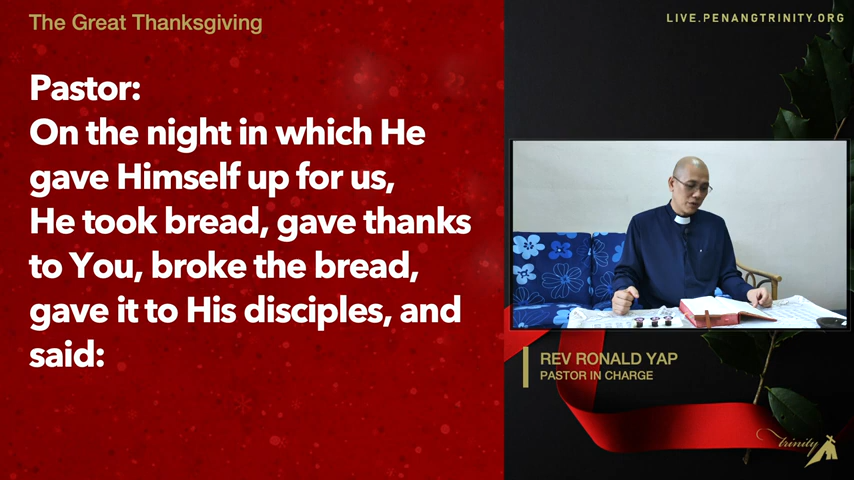 The Great Thanksgiving
LIVE.PENANGTRINITY.ORG
Pastor:
On the night in which He
gave Himself up for us,
He took bread, gave thanks
to You, broke the bread,
gave it to His disciples, and
said:
REV RONALD YAP
PASTOR IN CHARGE
trinity